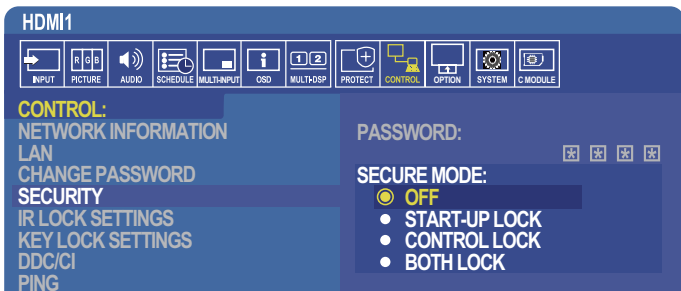 HDMI1
R G B
1 2
INPUT PICTURE AUDIO SCHEDULE MULTI-INPUT OSD MULTI-DSP PROTECT CONTROL OPTION SYSTEM C MODULE
CONTROL:
NETWORK INFORMATION
LAN
CHANGE PASSWORD
SECURITY
IR LOCK SETTINGS
KEY LOCK SETTINGS
DDC/CI
PING
PASSWORD:
* * * *
SECURE MODE:
OFF
START-UP LOCK
CONTROL LOCK
BOTH LOCK